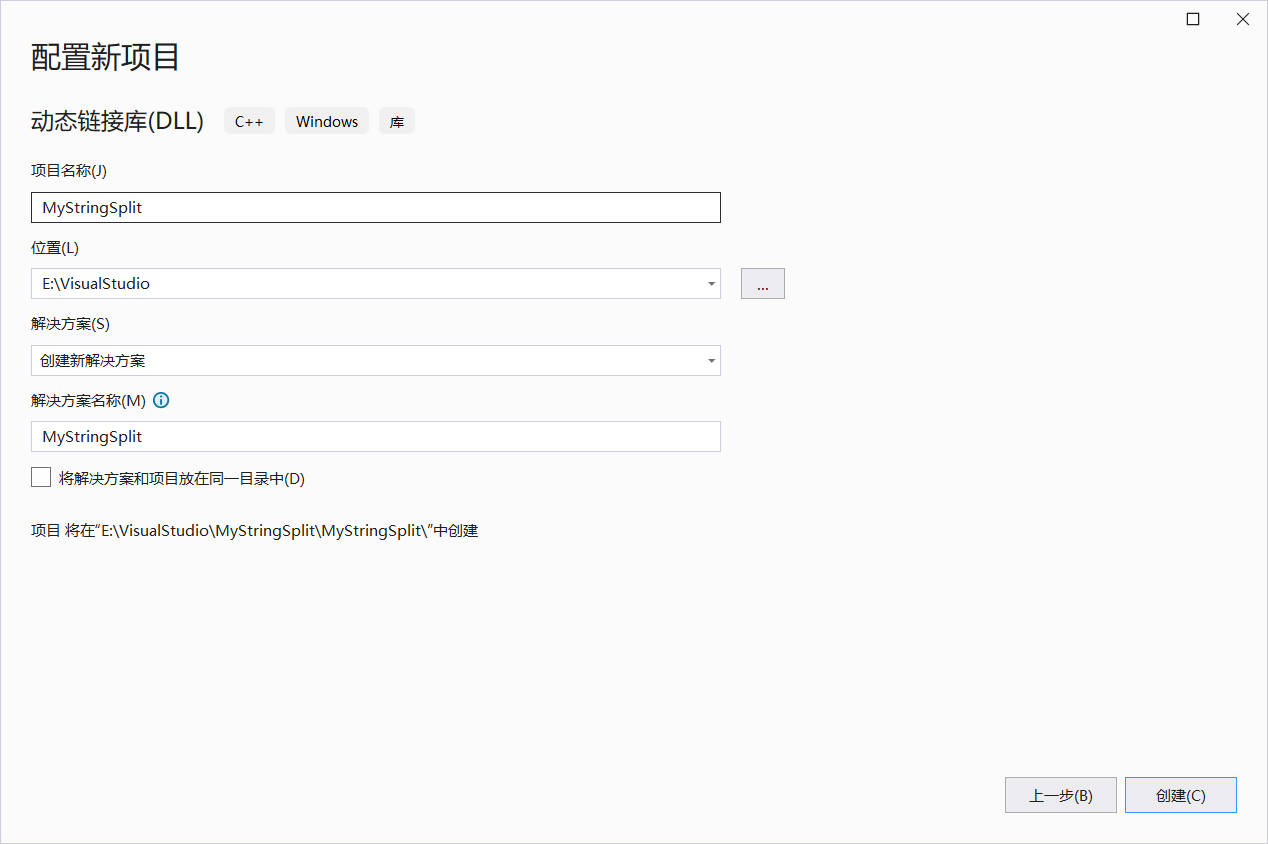 配置新项目
动态链接库(DLL) C++ Windows 库
项目名称(J)
MyStringSplit
位置(L)
E:\VisualStudio ...
解决方案(S)
创建新解决方案
解决方案名称(M)
MyStringSplit
将解决方案和项目放在同一目录中(D)
项目 将在“E:\VisualStudio\MyStringSplit\MyStringSplit\”中创建
上一步(B) 创建(C)